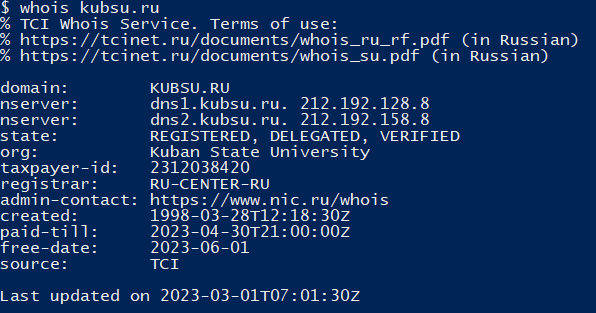 $ whois kubsu.ru
% TCI Whois Service. Terms of use:
% https://tcinet.ru/documents/whois_ru_rf.pdf (in Russian)
% https://tcinet.ru/documents/whois_su.pdf (in Russian)

domain:        KUBSU.RU
nserver:       dns1.kubsu.ru. 212.192.128.8
nserver:       dns2.kubsu.ru. 212.192.158.8
state:         REGISTERED, DELEGATED, VERIFIED
org:           Kuban State University
taxpayer-id:   2312038420
registrar:     RU-CENTER-RU
admin-contact: https://www.nic.ru/whois
created:       1998-03-28T12:18:30Z
paid-till:     2023-04-30T21:00:00Z
free-date:     2023-06-01
source:        TCI

Last updated on 2023-03-01T07:01:30Z